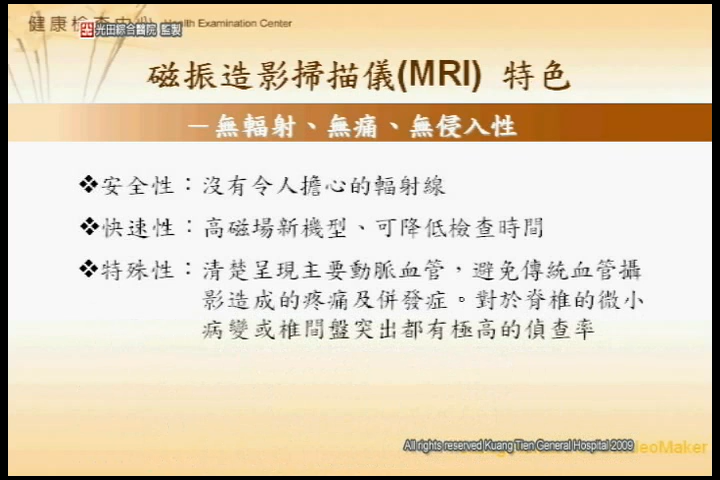 健康檢查中心 Health Examination Center
光田綜合醫院 監製
磁振造影掃描儀(MRI) 特色
－無輻射、無痛、無侵入性
❖安全性：沒有令人擔心的輻射線
❖快速性：高磁場新機型、可降低檢查時間
❖特殊性：清楚呈現主要動脈血管，避免傳統血管攝
影造成的疼痛及併發症。對於脊椎的微小
病變或椎間盤突出都有極高的偵查率
All rights reserved Kuang Tien General Hospital 2009
deoMaker